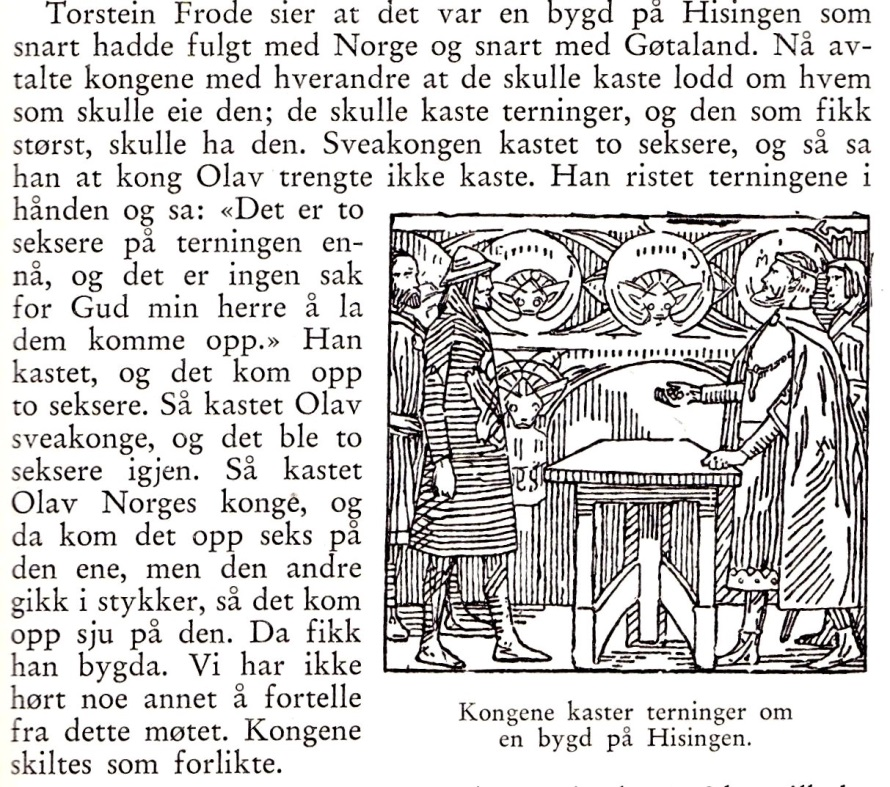 Torstein Frode sier at det var en bygd på Hisingen som
snart hadde fulgt med Norge og snart med Gøtaland. Nå av-
talte kongene med hverandre at de skulle kaste lodd om hvem
som skulle eie den; de skulle kaste terninger, og den som fikk
størst, skulle ha den. Sveakongen kastet to seksere, og så sa
han at kong Olav trengte ikke kaste. Han ristet terningene i
hånden og sa: «Det er to
seksere på terningen en-
nå, og det er ingen sak
for Gud min herre å la
dem komme opp.» Han
kastet, og det kom opp
to seksere. Så kastet Olav
sveakonge, og det ble to
seksere igjen. Så kastet
Olav Norges konge, og
da kom det opp seks på
den ene, men den andre
gikk i stykker, så det kom
opp sju på den. Da fikk
han bygda. Vi har ikke
hørt noe annet å fortelle
fra dette møtet. Kongene
skiltes som forlikte.
Kongene kaster terninger om
en bygd på Hisingen.